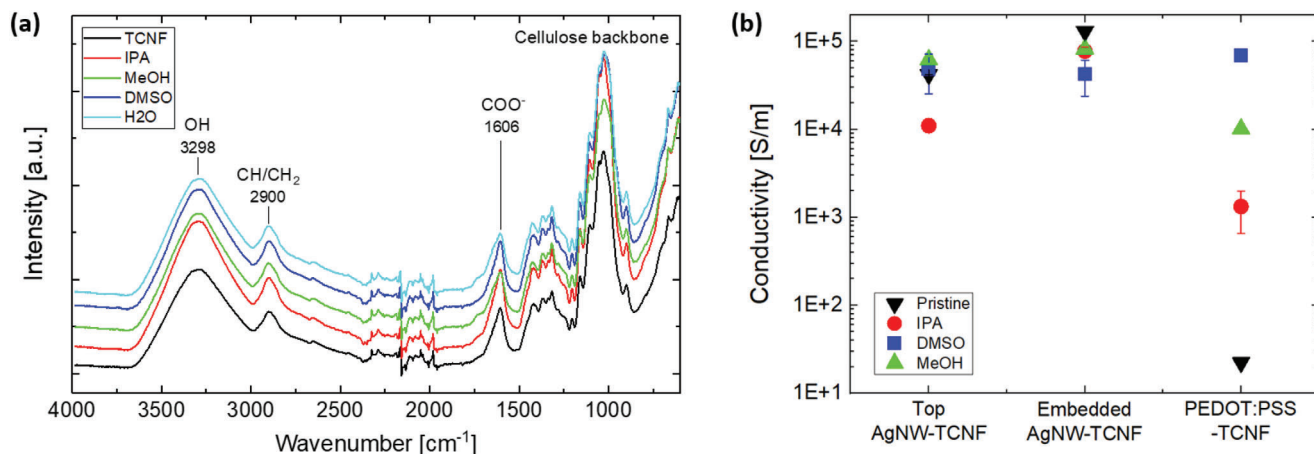 (a)
TCNF
IPA
MeOH
DMSO
H2O
Cellulose backbone
OH
3298
CH/CH₂
2900
COO⁻
1606
Intensity [a.u.]
4000 3500 3000 2500 2000 1500 1000
Wavenumber [cm⁻¹]
(b)
Conductivity [S/m]
1E+5
1E+4
1E+3
1E+2
1E+1
Pristine
IPA
DMSO
MeOH
Top
AgNW-TCNF
Embedded
AgNW-TCNF
PEDOT:PSS
-TCNF